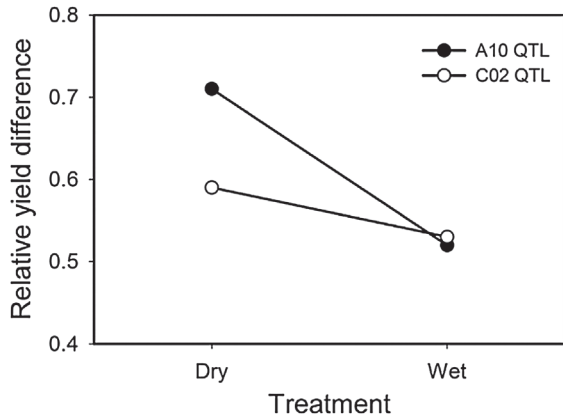 0.8
0.7
0.6
0.5
0.4
Relative yield difference
A10 QTL
C02 QTL
Dry
Wet
Treatment